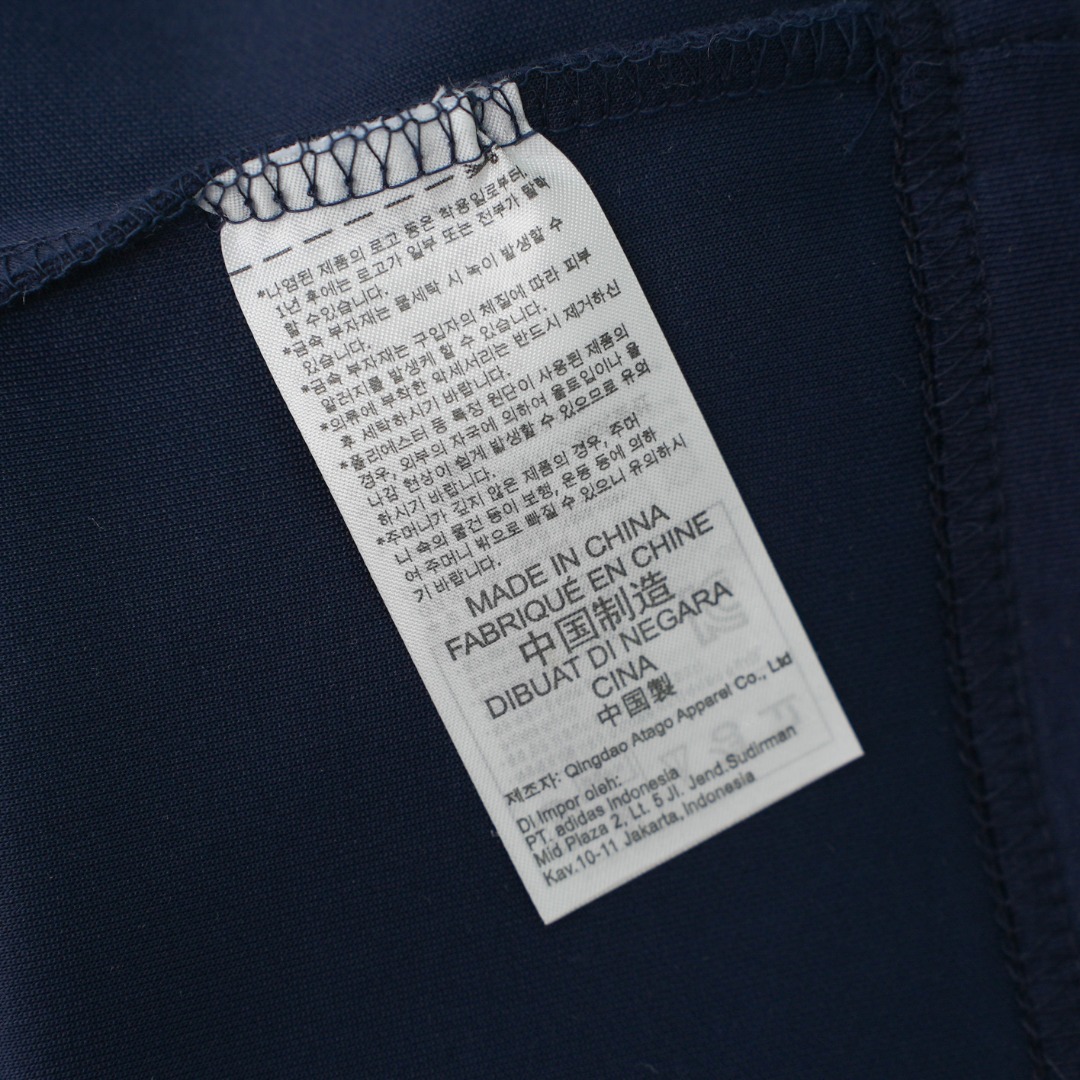 *나염된 제품의 로고 등은 착용일로부터,
1년 후에는 로고가 일부 또는 전부가 탈락
할 수있습니다.
*금속 부자재는 물세탁 시 녹이 발생할 수
있습니다.
*금속 부자재는 구입자의 체질에 따라 피부
알러지를 발생케 할 수 있습니다.
*의류에 부착한 악세서리는 반드시 제거하신
후 세탁하시기 바랍니다.
*폴리에스터 등 특정 원단이 사용된 제품의
경우, 외부의 자극에 의하여 올트임이나 올
나감 현상이 쉽게 발생할 수 있으므로 유의
하시기 바랍니다.
*주머니가 깊지 않은 제품의 경우, 주머
니 속의 물건 등이 보행, 운동 등에 의하
여 주머니 밖으로 빠질 수 있으니 유의하시
기 바랍니다.
MADE IN CHINA
FABRIQUÉ EN CHINE
中国制造
DIBUAT DI NEGARA
CINA
中国製
제조자: Qingdao Atago Apparel Co., Ltd
DI Impor oleh:
PT. adidas Indonesia
Mid Plaza 2, Lt. 5 Jl. Jend.Sudirman
Kav.10-11 Jakarta,Indonesia